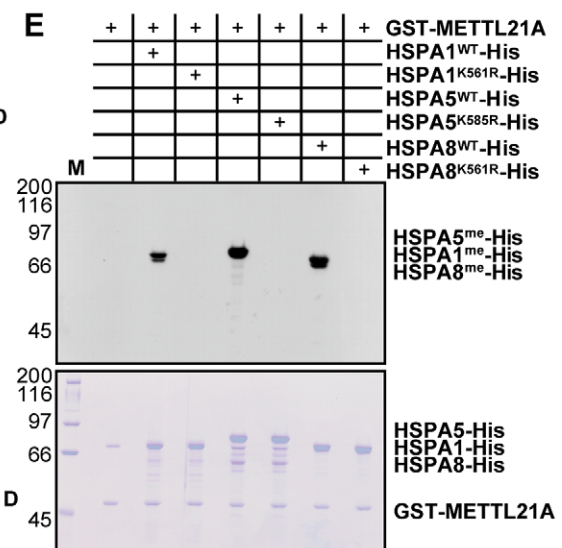 E
+ + + + + + + GST-METTL21A
+ HSPA1WT-His
+ HSPA1K561R-His
+ HSPA5WT-His
D
+ HSPA5K585R-His
+ HSPA8WT-His
M + HSPA8K561R-His
200
116
97
66
45
HSPA5me-His
HSPA1me-His
HSPA8me-His
200
116
97
66
45
HSPA5-His
HSPA1-His
HSPA8-His
D
GST-METTL21A